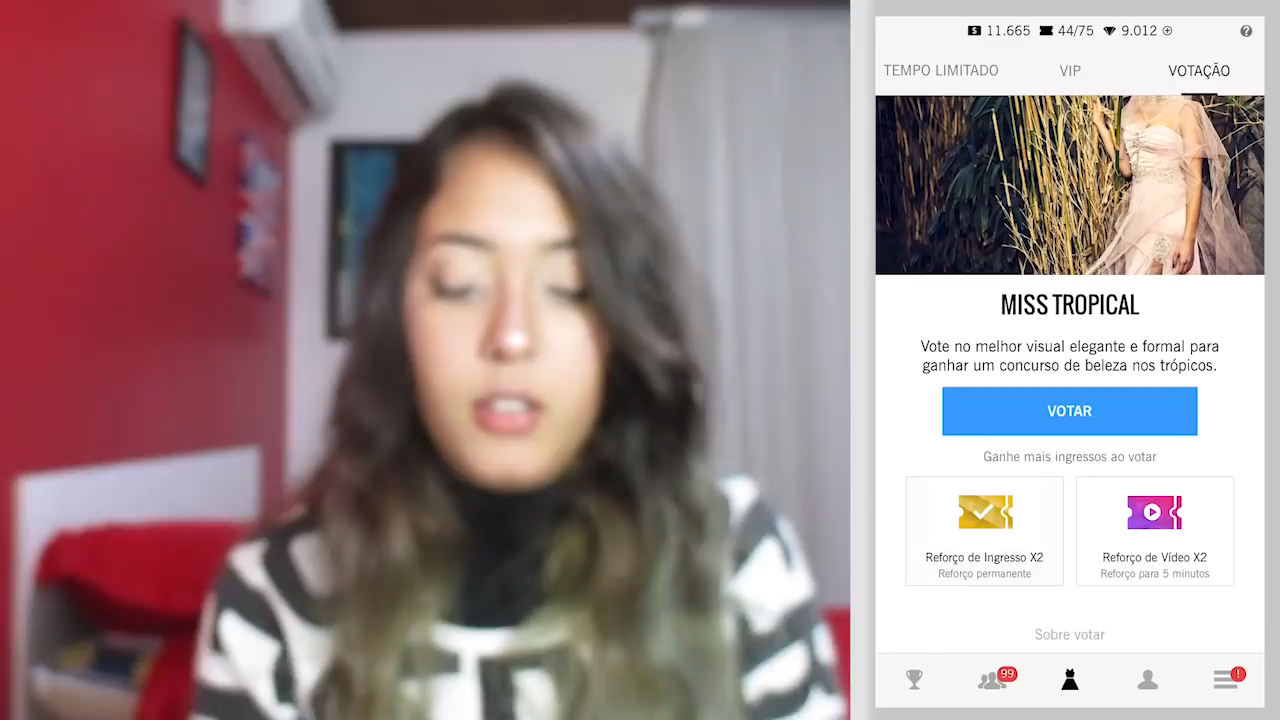 11.665 44/75 9.012
TEMPO LIMITADO VIP VOTAÇÃO
MISS TROPICAL
Vote no melhor visual elegante e formal para
ganhar um concurso de beleza nos trópicos.
VOTAR
Ganhe mais ingressos ao votar
Reforço de Ingresso X2
Reforço permanente
Reforço de Vídeo X2
Reforço para 5 minutos
Sobre votar
99 !